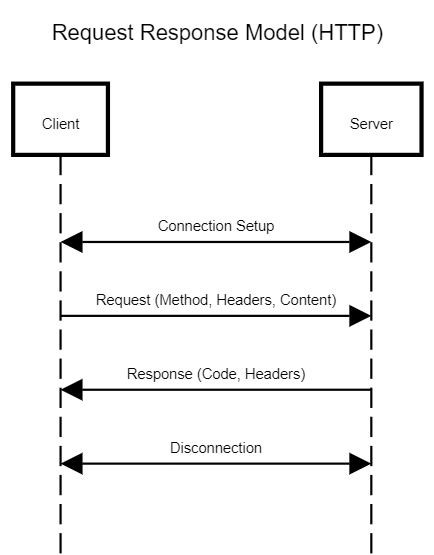 Request Response Model (HTTP)
Client
Server
Connection Setup
Request (Method, Headers, Content)
Response (Code, Headers)
Disconnection